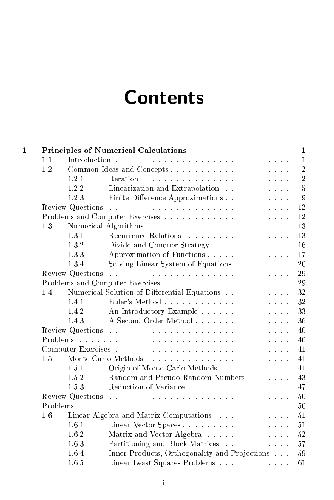 Contents
1 Principles of Numerical Calculations 1
1.1 Introduction . . . . . . . . . . . . . . . . . . . 1
1.2 Common Ideas and Concepts . . . . . . . . . . . . . . . 2
1.2.1 Iteration . . . . . . . . . . . . . . . . . 2
1.2.2 Linearization and Extrapolation . . . . . . 5
1.2.3 Finite Difference Approximations . . . . . . 9
Review Questions . . . . . . . . . . . . . . . . . . . . 12
Problems and Computer Exercises . . . . . . . . . . . . . . . 12
1.3 Numerical Algorithms . . . . . . . . . . . . . . . 13
1.3.1 Recurrence Relations . . . . . . . . . . . . 13
1.3.2 Divide and Conquer Strategy . . . . . . . . 16
1.3.3 Approximation of Functions . . . . . . . . . 17
1.3.4 Solving Linear System of Equations . . . . 20
Review Questions . . . . . . . . . . . . . . . . . . . . 29
Problems and Computer Exercises . . . . . . . . . . . . . . . 29
1.4 Numerical Solution of Differential Equations . . . . . . 32
1.4.1 Euler's Method . . . . . . . . . . . . . . . 32
1.4.2 An Introductory Example . . . . . . . . . . 33
1.4.3 A Second Order Method . . . . . . . . . . . 36
Review Questions . . . . . . . . . . . . . . . . . . . . 40
Problems . . . . . . . . . . . . . . . . . . . . 40
Computer Exercises . . . . . . . . . . . . . . . . . . . . 41
1.5 Monte Carlo Methods . . . . . . . . . . . . . . . 41
1.5.1 Origin of Monte Carlo Methods . . . . . . . 41
1.5.2 Random and Pseudo-Random Numbers . . . . 43
1.5.3 Reduction of Variance . . . . . . . . . . . . 47
Review Questions . . . . . . . . . . . . . . . . . . . . 50
Problems . . . . . . . . . . . . . . . . . . . . 50
1.6 Linear Algebra and Matrix Computations . . . . . . . . 51
1.6.1 Linear Vector Spaces . . . . . . . . . . . . 51
1.6.2 Matrix and Vector Algebra . . . . . . . . . 52
1.6.3 Partitioning and Block Matrices . . . . . . 57
1.6.4 Inner Products, Orthogonality and Projections . . . 59
1.6.5 Linear Least Squares Problems . . . . . . . 61
i